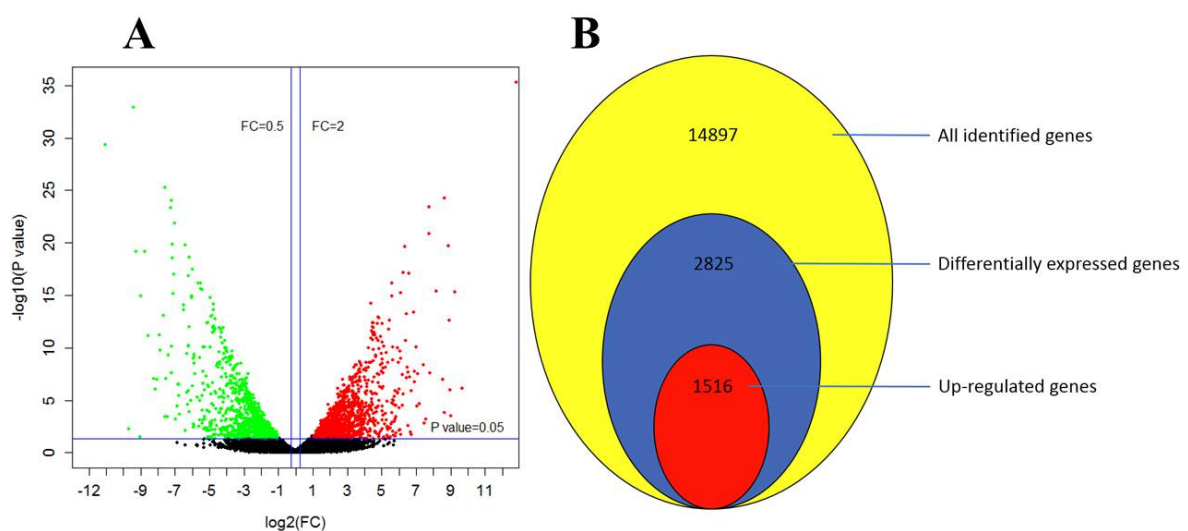 A
B
35
30
25
20
15
10
5
0
-log10(P value)
FC=0.5
FC=2
P value=0.05
-12
-9
-7
-5
-3
-1
1
3
5
7
9
11
log2(FC)
14897
All identified genes
2825
Differentially expressed genes
1516
Up-regulated genes